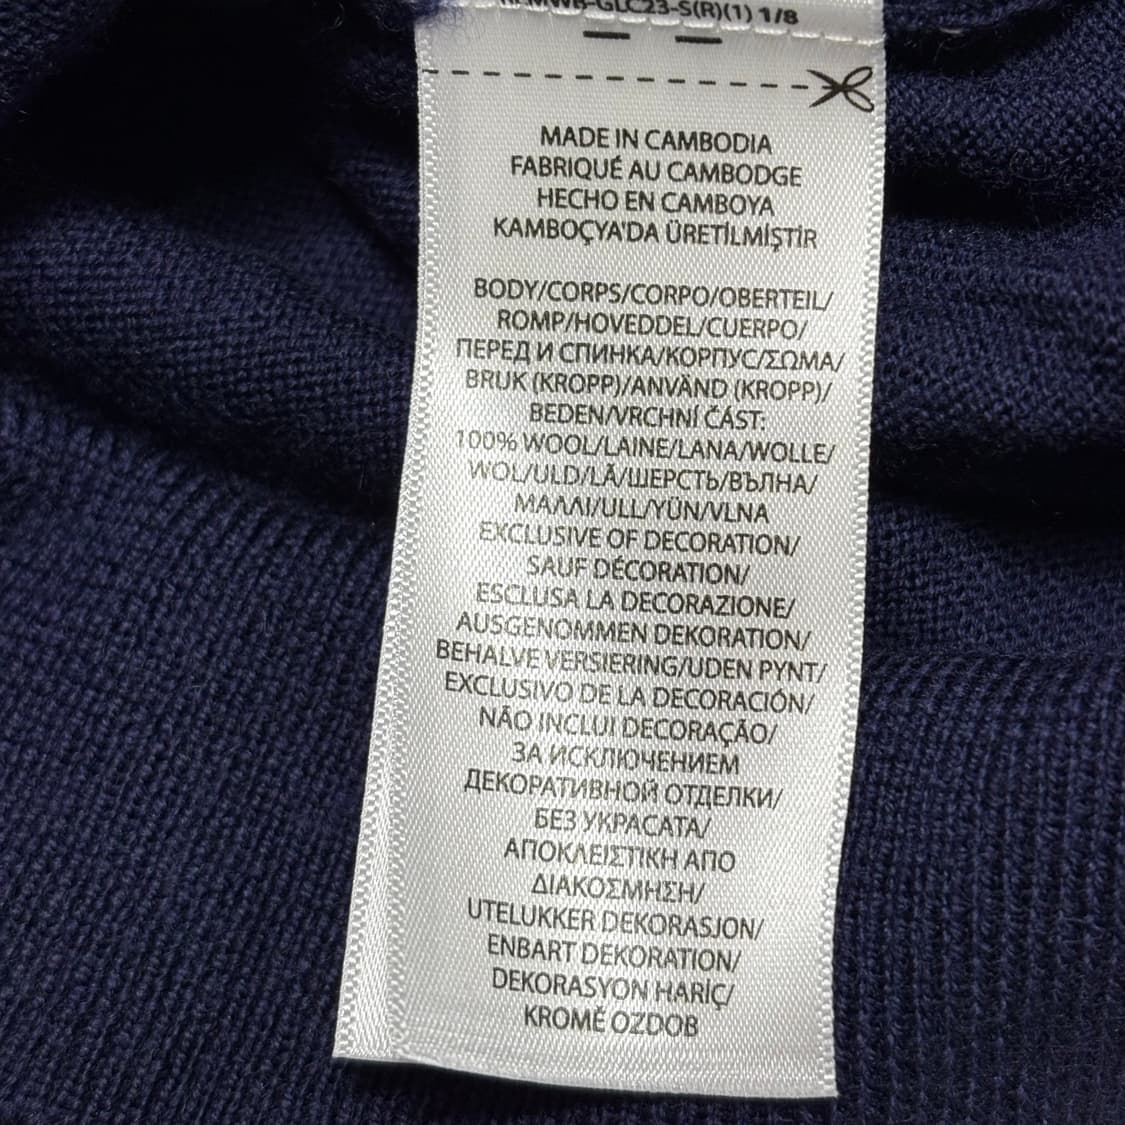 GLC23-S(R)(1) 1/8
MADE IN CAMBODIA
FABRIQUÉ AU CAMBODGE
HECHO EN CAMBOYA
KAMBOÇYA'DA ÜRETİLMİŞTİR
BODY/CORPS/CORPO/OBERTEIL/
ROMP/HOVEDDEL/CUERPO/
ПЕРЕД И СПИНКА/КОРПУС/ΣΩΜΑ/
BRUK (KROPP)/ANVÄND (KROPP)/
BEDEN/VRCHNÍ ČÁST:
100% WOOL/LAINE/LANA/WOLLE/
WOL/ULD/LÃ/ШЕРСТЬ/ВЪЛНА/
ΜΑΛΛΙ/ULL/YÜN/VLNA
EXCLUSIVE OF DECORATION/
SAUF DÉCORATION/
ESCLUSA LA DECORAZIONE/
AUSGENOMMEN DEKORATION/
BEHALVE VERSIERING/UDEN PYNT/
EXCLUSIVO DE LA DECORACIÓN/
NÃO INCLUI DECORAÇÃO/
ЗА ИСКЛЮЧЕНИЕМ
ДЕКОРАТИВНОЙ ОТДЕЛКИ/
БЕЗ УКРАСАТА/
ΑΠΟΚΛΕΙΣΤΙΚΗ ΑΠΟ
ΔΙΑΚΟΣΜΗΣΗ/
UTELUKKER DEKORASJON/
ENBART DEKORATION/
DEKORASYON HARİÇ/
KROMĚ OZDOB